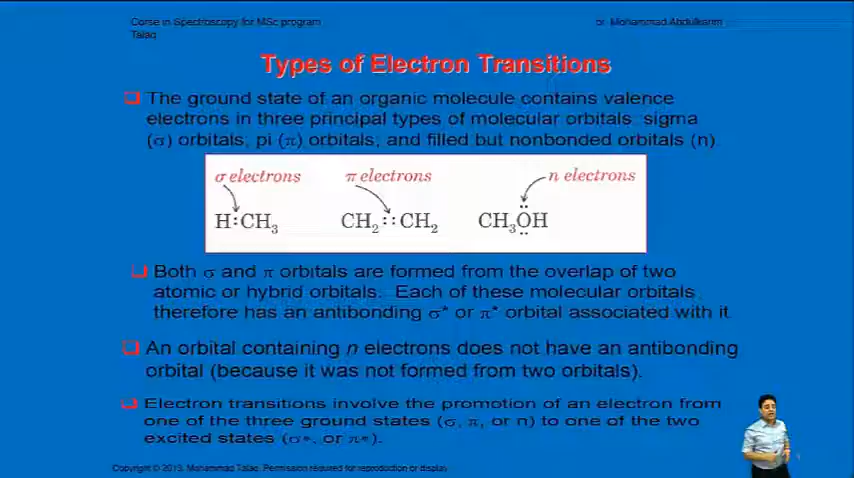 Corse in Spectroscopy for MSc program
Talaq
Dr. Mohammad Abdulkarim
Types of Electron Transitions
The ground state of an organic molecule contains valence
electrons in three principal types of molecular orbitals: sigma
(σ) orbitals, pi (π) orbitals, and filled but nonbonded orbitals (n)
σ electrons
π electrons
n electrons
H:CH3
CH2::CH2
CH3OH
Both σ and π orbitals are formed from the overlap of two
atomic or hybrid orbitals. Each of these molecular orbitals
therefore has an antibonding σ* or π* orbital associated with it
An orbital containing n electrons does not have an antibonding
orbital (because it was not formed from two orbitals).
Electron transitions involve the promotion of an electron from
one of the three ground states (σ, π, or n) to one of the two
excited states (σ*, or π*).
Copyright © 2013, Mohammad Talaq, Permission required for reproduction or display